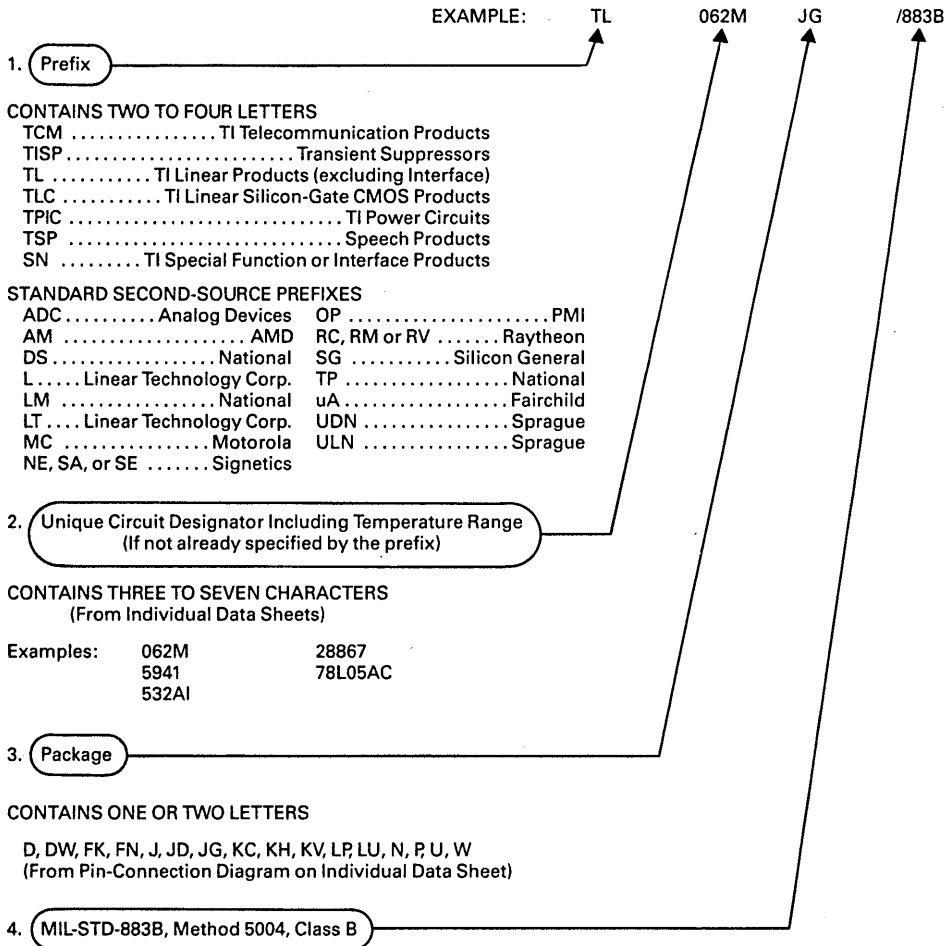 EXAMPLE: TL 062M JG /883B
1. Prefix
CONTAINS TWO TO FOUR LETTERS
TCM ................ TI Telecommunication Products
TISP ......................... Transient Suppressors
TL ........... TI Linear Products (excluding Interface)
TLC .......... TI Linear Silicon-Gate CMOS Products
TPIC ............................. TI Power Circuits
TSP .............................. Speech Products
SN ......... TI Special Function or Interface Products
STANDARD SECOND-SOURCE PREFIXES
ADC .......... Analog Devices OP ...................... PMI
AM .................... AMD RC, RM or RV ....... Raytheon
DS .................. National SG ............ Silicon General
L ..... Linear Technology Corp. TP .................. National
LM ................. National uA ................. Fairchild
LT .... Linear Technology Corp. UDN ................ Sprague
MC ................ Motorola ULN ................. Sprague
NE, SA, or SE ....... Signetics
2. Unique Circuit Designator Including Temperature Range
(If not already specified by the prefix)
CONTAINS THREE TO SEVEN CHARACTERS
(From Individual Data Sheets)
Examples: 062M 28867
5941 78L05AC
532AI
3. Package
CONTAINS ONE OR TWO LETTERS
D, DW, FK, FN, J, JD, JG, KC, KH, KV, LP, LU, N, P, U, W
(From Pin-Connection Diagram on Individual Data Sheet)
4. MIL-STD-883B, Method 5004, Class B